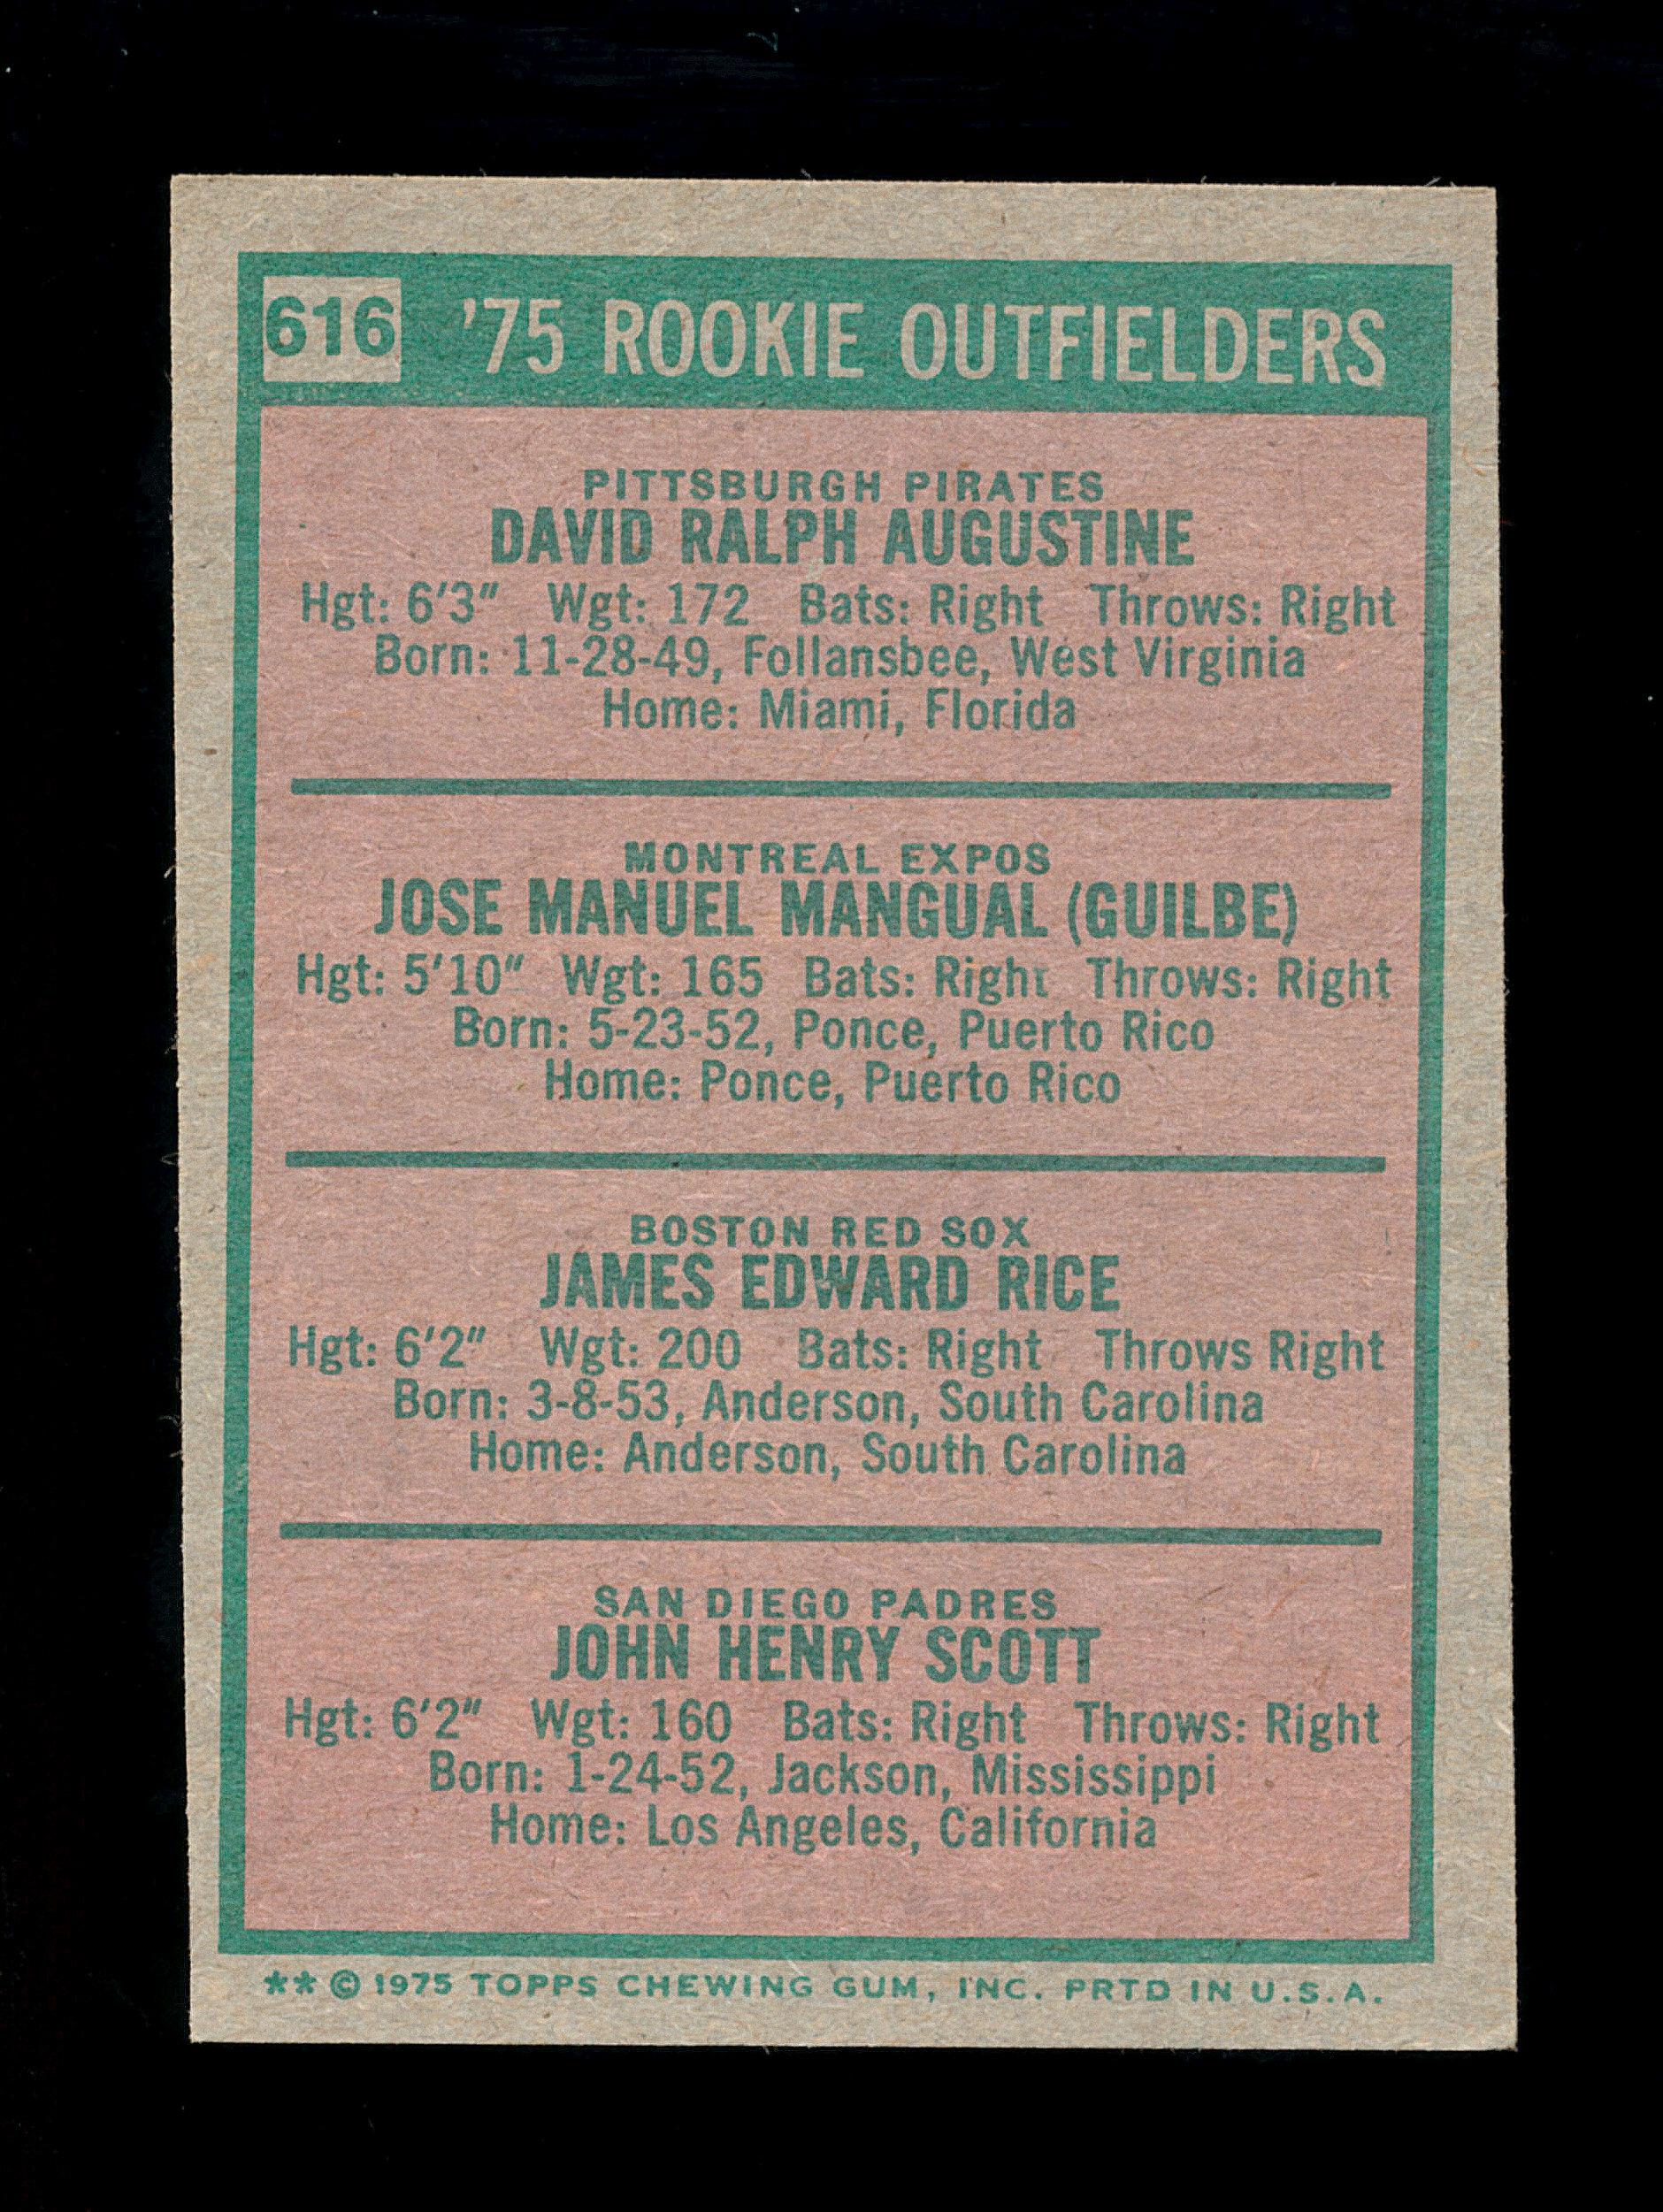 616 '75 ROOKIE OUTFIELDERS
PITTSBURGH PIRATES
DAVID RALPH AUGUSTINE
Hgt: 6'3" Wgt: 172 Bats: Right Throws: Right
Born: 11-28-49, Follansbee, West Virginia
Home: Miami, Florida
MONTREAL EXPOS
JOSE MANUEL MANGUAL (GUILBE)
Hgt: 5'10" Wgt: 165 Bats: Right Throws: Right
Born: 5-23-52, Ponce, Puerto Rico
Home: Ponce, Puerto Rico
BOSTON RED SOX
JAMES EDWARD RICE
Hgt: 6'2" Wgt: 200 Bats: Right Throws Right
Born: 3-8-53, Anderson, South Carolina
Home: Anderson, South Carolina
SAN DIEGO PADRES
JOHN HENRY SCOTT
Hgt: 6'2" Wgt: 160 Bats: Right Throws: Right
Born: 1-24-52, Jackson, Mississippi
Home: Los Angeles, California
** © 1975 TOPPS CHEWING GUM, INC. PRTD IN U.S.A.